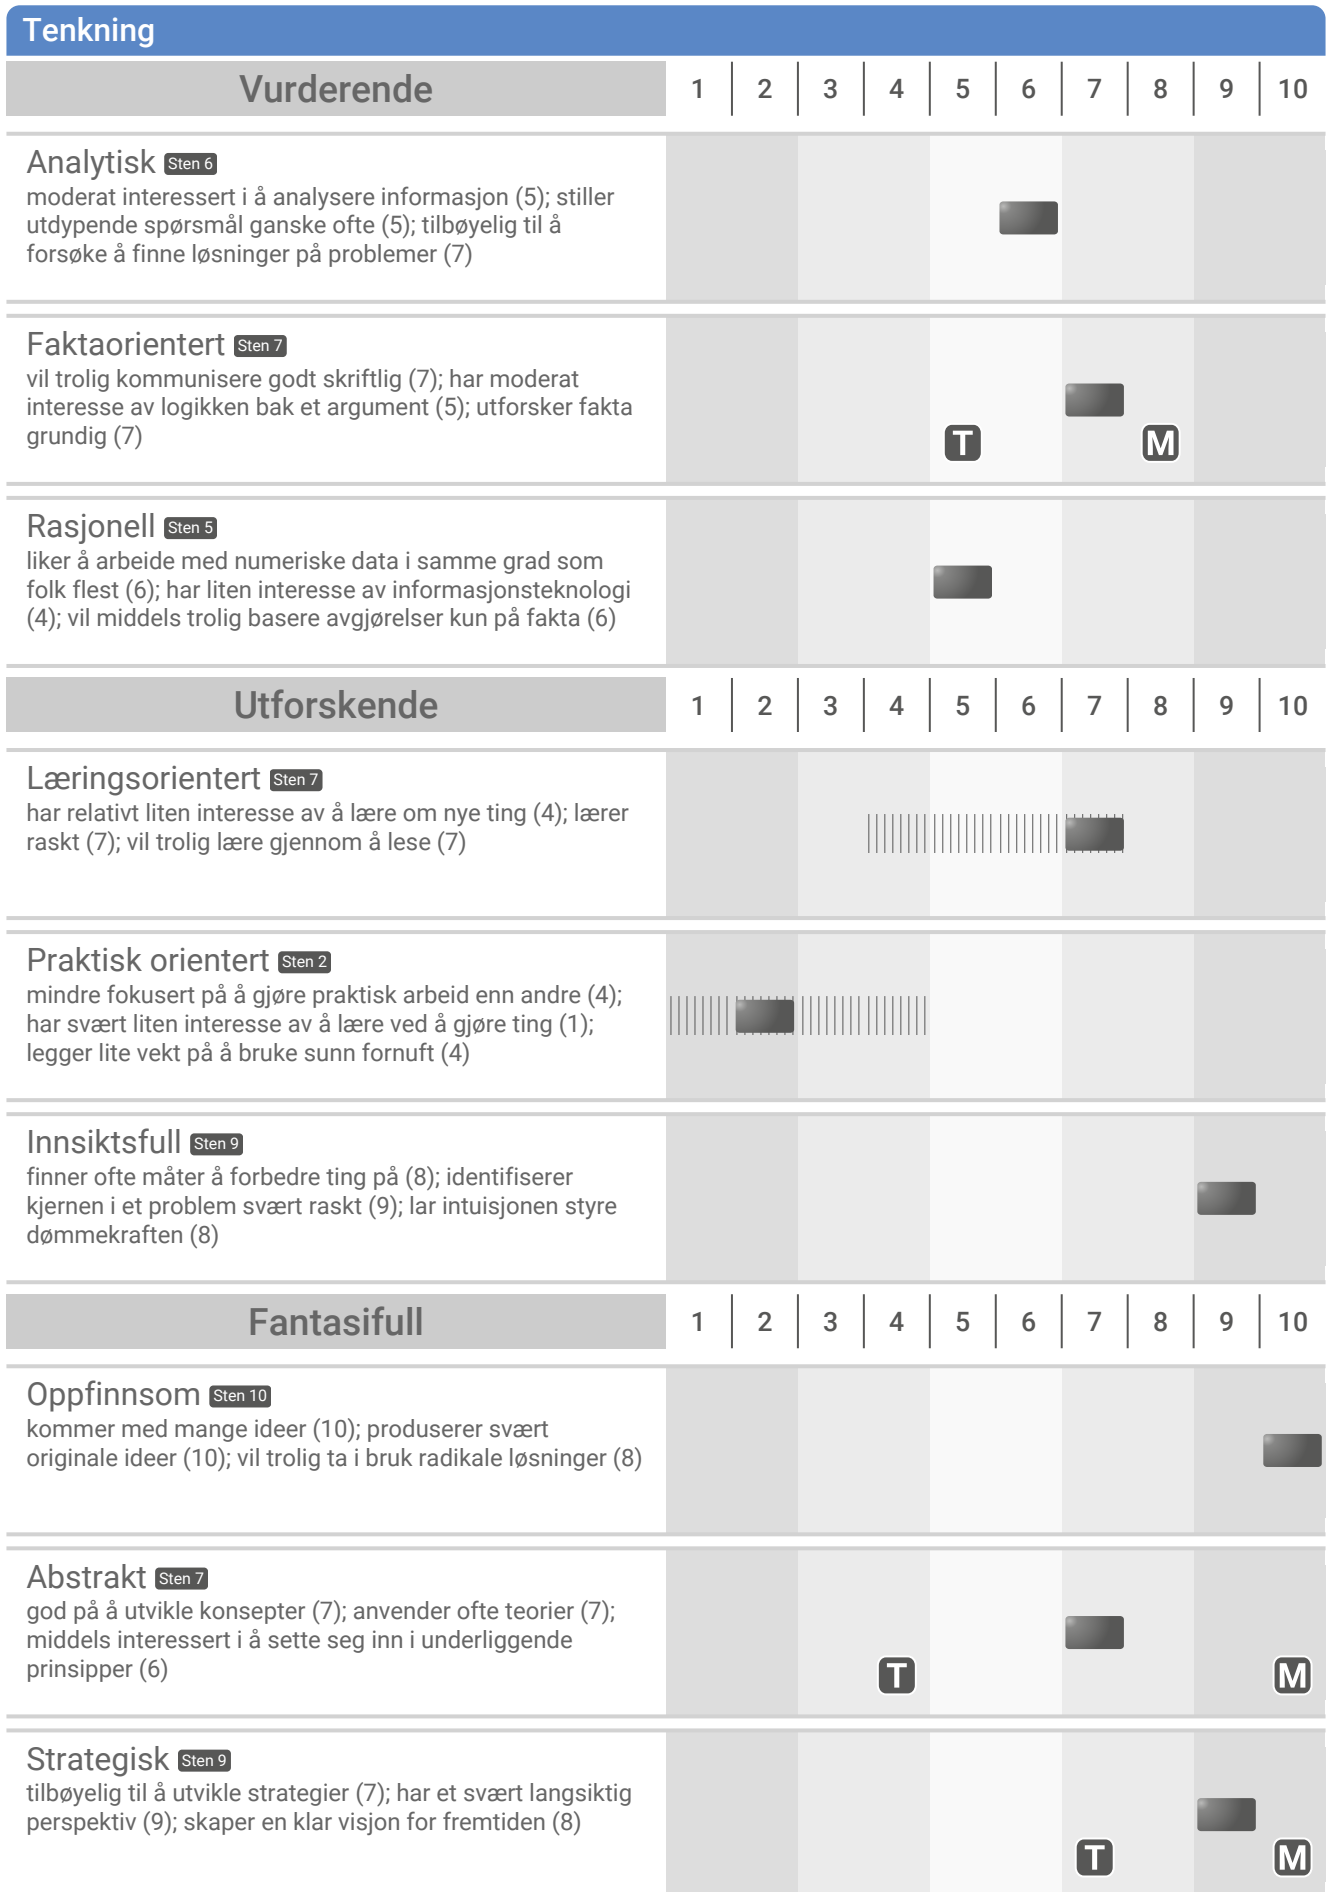 Tenkning
Vurderende 1 2 3 4 5 6 7 8 9 10
Analytisk Sten 6
moderat interessert i å analysere informasjon (5); stiller
utdypende spørsmål ganske ofte (5); tilbøyelig til å
forsøke å finne løsninger på problemer (7)
Faktaorientert Sten 7
vil trolig kommunisere godt skriftlig (7); har moderat
interesse av logikken bak et argument (5); utforsker fakta
grundig (7)
T M
Rasjonell Sten 5
liker å arbeide med numeriske data i samme grad som
folk flest (6); har liten interesse av informasjonsteknologi
(4); vil middels trolig basere avgjørelser kun på fakta (6)
Utforskende 1 2 3 4 5 6 7 8 9 10
Læringsorientert Sten 7
har relativt liten interesse av å lære om nye ting (4); lærer
raskt (7); vil trolig lære gjennom å lese (7)
Praktisk orientert Sten 2
mindre fokusert på å gjøre praktisk arbeid enn andre (4);
har svært liten interesse av å lære ved å gjøre ting (1);
legger lite vekt på å bruke sunn fornuft (4)
Innsiktsfull Sten 9
finner ofte måter å forbedre ting på (8); identifiserer
kjernen i et problem svært raskt (9); lar intuisjonen styre
dømmekraften (8)
Fantasifull 1 2 3 4 5 6 7 8 9 10
Oppfinnsom Sten 10
kommer med mange ideer (10); produserer svært
originale ideer (10); vil trolig ta i bruk radikale løsninger (8)
Abstrakt Sten 7
god på å utvikle konsepter (7); anvender ofte teorier (7);
middels interessert i å sette seg inn i underliggende
prinsipper (6)
T M
Strategisk Sten 9
tilbøyelig til å utvikle strategier (7); har et svært langsiktig
perspektiv (9); skaper en klar visjon for fremtiden (8)
T M